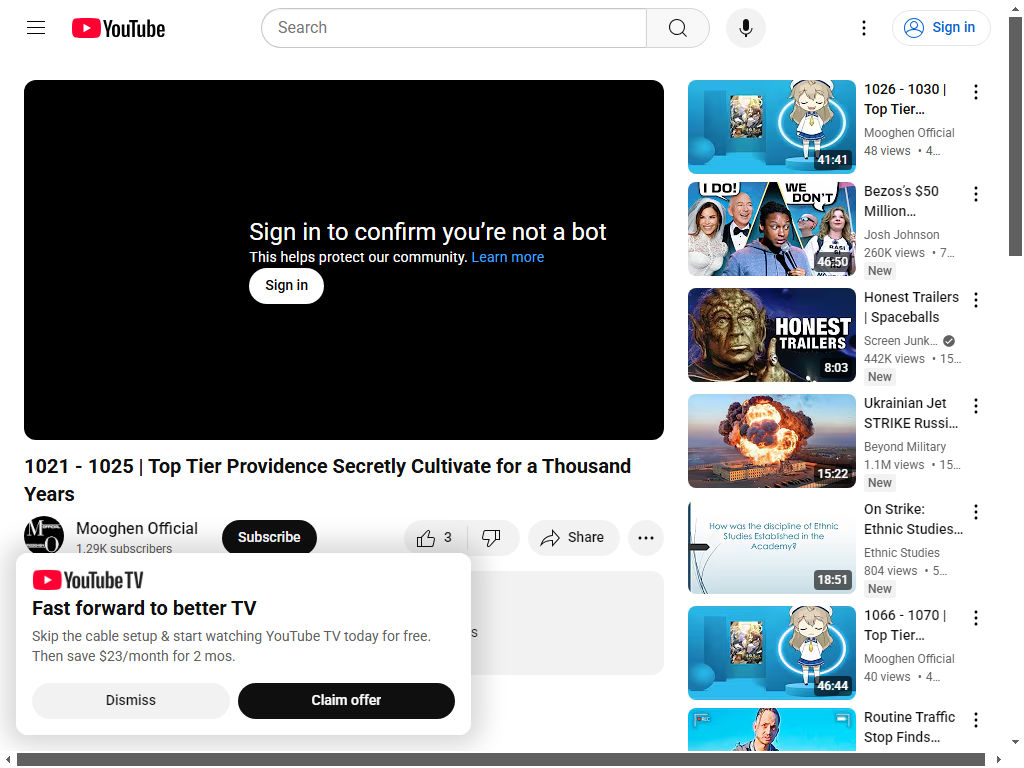 YouTube
Search
Sign in
Sign in to confirm you're not a bot
This helps protect our community. Learn more
Sign in
1021 - 1025 | Top Tier Providence Secretly Cultivate for a Thousand
Years
Mooghen Official
1.29K subscribers
Subscribe
3
Share
s
YouTube TV
Fast forward to better TV
Skip the cable setup & start watching YouTube TV today for free.
Then save $23/month for 2 mos.
Dismiss
Claim offer
41:41
1026 - 1030 |
Top Tier…
Mooghen Official
48 views • 4…
I DO!
WE
DON'T
46:50
Bezos's $50
Million…
Josh Johnson
260K views • 7…
New
HONEST
TRAILERS
8:03
Honest Trailers
| Spaceballs
Screen Junk…
442K views • 15…
New
15:22
Ukrainian Jet
STRIKE Russi…
Beyond Military
1.1M views • 15…
New
How was the discipline of Ethnic
Studies Established in the
Academy?
18:51
On Strike:
Ethnic Studies…
Ethnic Studies
804 views • 5…
New
46:44
1066 - 1070 |
Top Tier…
Mooghen Official
40 views • 4…
REC
Routine Traffic
Stop Finds…